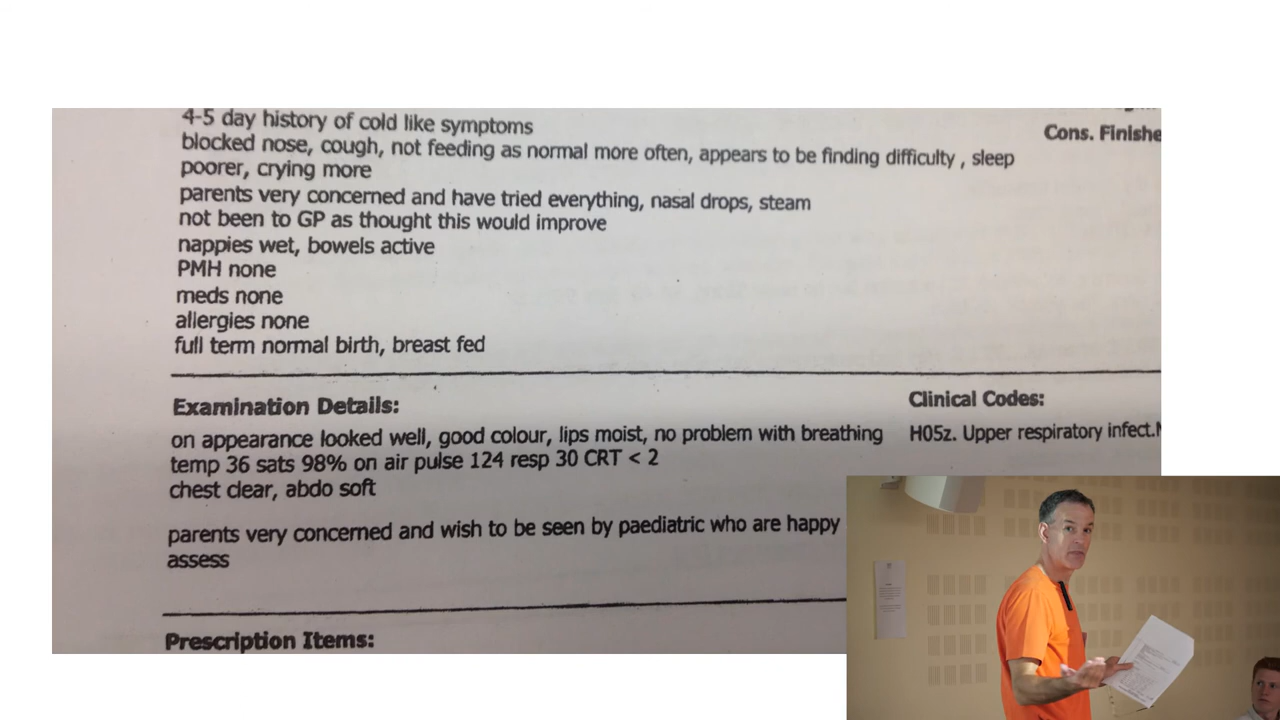 4-5 day history of cold like symptoms
Cons. Finishe
blocked nose, cough, not feeding as normal more often, appears to be finding difficulty , sleep
poorer, crying more
parents very concerned and have tried everything, nasal drops, steam
not been to GP as thought this would improve
nappies wet, bowels active
PMH none
meds none
allergies none
full term normal birth, breast fed
Examination Details:
Clinical Codes:
on appearance looked well, good colour, lips moist, no problem with breathing
H05z. Upper respiratory infect.
temp 36 sats 98% on air pulse 124 resp 30 CRT < 2
chest clear, abdo soft
parents very concerned and wish to be seen by paediatric who are happy
assess
Prescription Items: